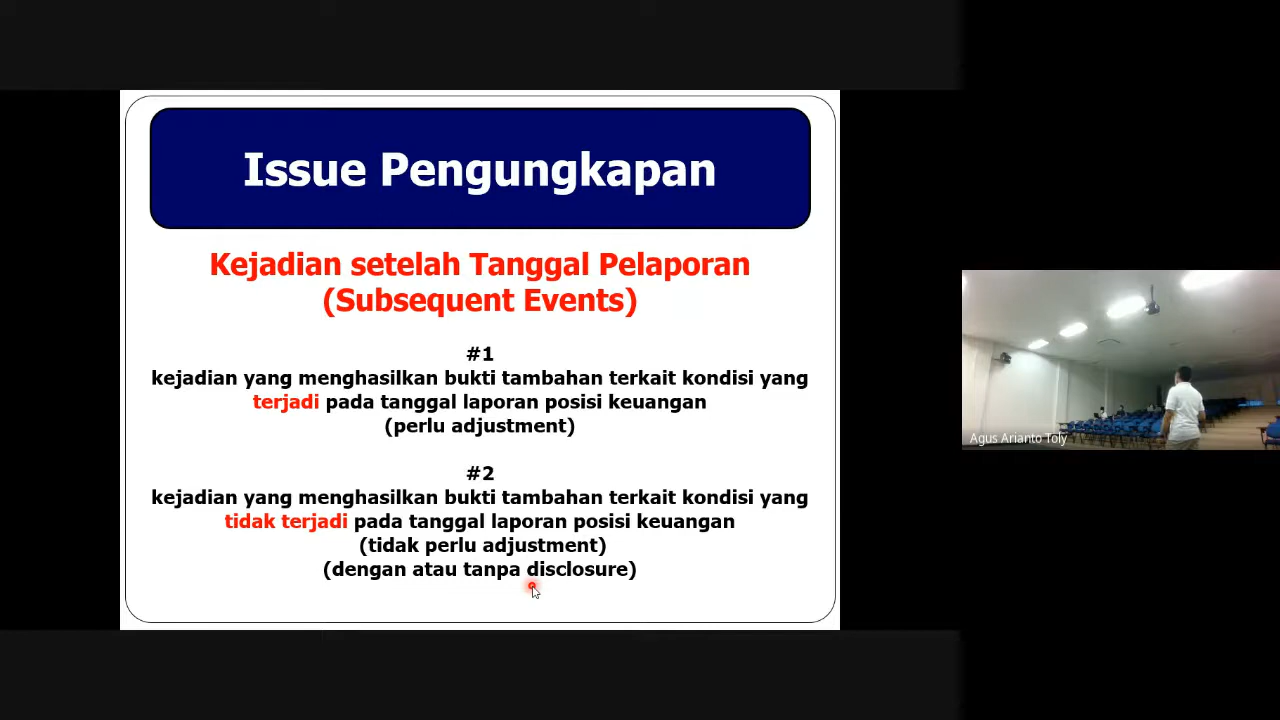 Issue Pengungkapan
Kejadian setelah Tanggal Pelaporan
(Subsequent Events)
#1
kejadian yang menghasilkan bukti tambahan terkait kondisi yang
terjadi pada tanggal laporan posisi keuangan
(perlu adjustment)
#2
kejadian yang menghasilkan bukti tambahan terkait kondisi yang
tidak terjadi pada tanggal laporan posisi keuangan
(tidak perlu adjustment)
(dengan atau tanpa disclosure)
Agus Arianto Toly